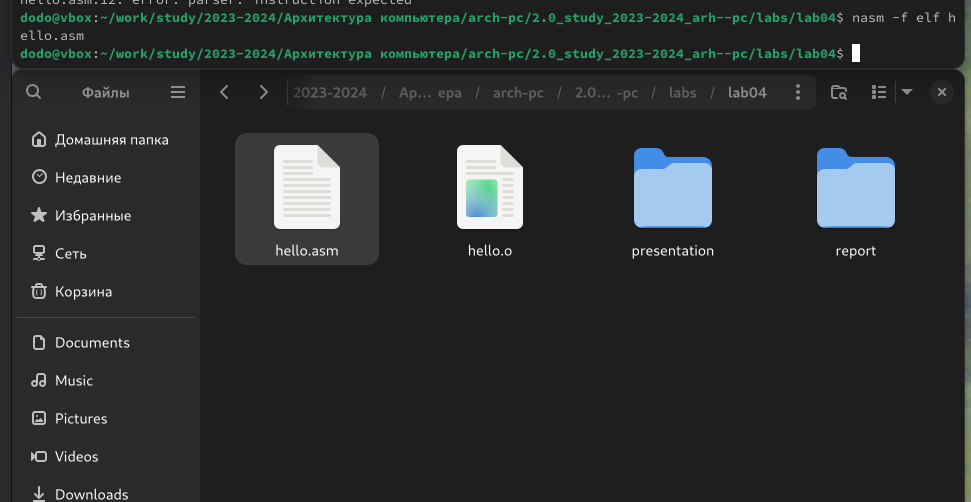 hello.asm:12: error: parser: instruction expected
dodo@vbox:~/work/study/2023-2024/Архитектура компьютера/arch-pc/2.0_study_2023-2024_arh--pc/labs/lab04$ nasm -f elf h
ello.asm
dodo@vbox:~/work/study/2023-2024/Архитектура компьютера/arch-pc/2.0_study_2023-2024_arh--pc/labs/lab04$
Файлы
2023-2024 / Ар... ера / arch-pc / 2.0... -pc / labs / lab04
Домашняя папка
Недавние
Избранные
Сеть
Корзина
Documents
Music
Pictures
Videos
Downloads
hello.asm
hello.o
presentation
report